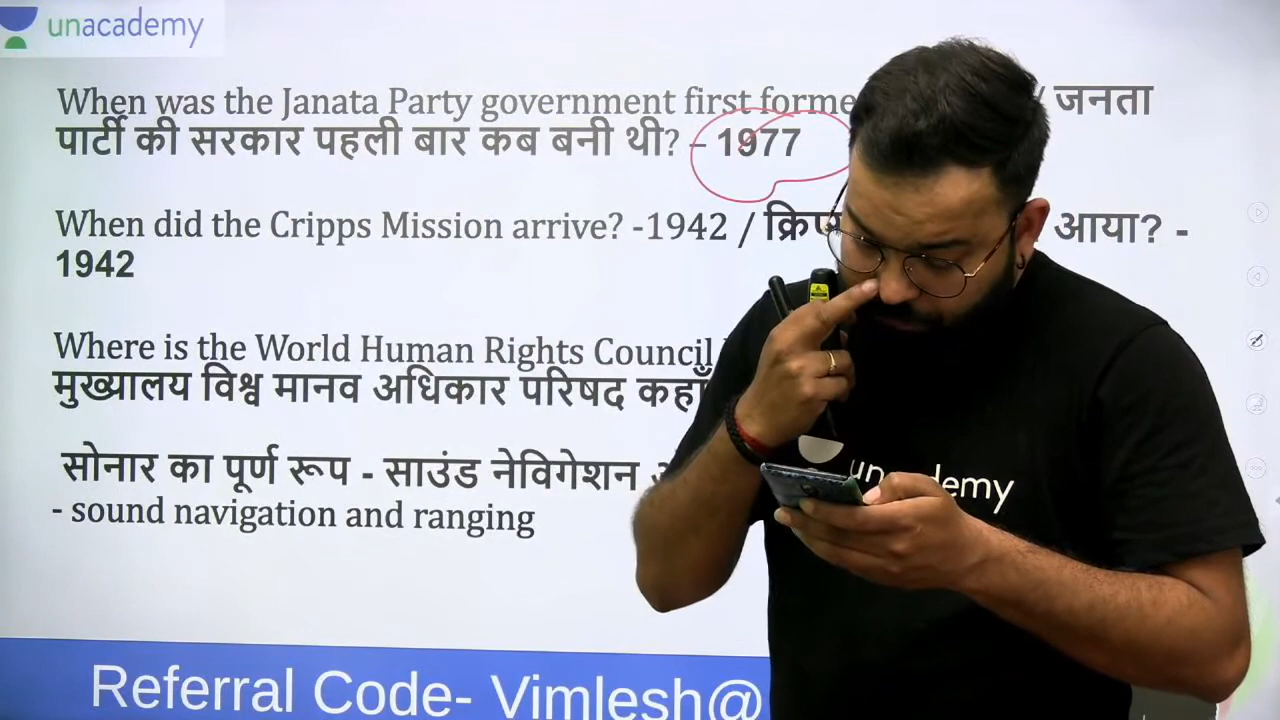 unacademy
When was the Janata Party government first forme / जनता
पार्टी की सरकार पहली बार कब बनी थी? – 1977
When did the Cripps Mission arrive? -1942 / क्रिप आया? -
1942
Where is the World Human Rights Council
मुख्यालय विश्व मानव अधिकार परिषद कहाँ
सोनार का पूर्ण रूप - साउंड नेविगेशन
- sound navigation and ranging
unacademy
Referral Code- Vimlesh@